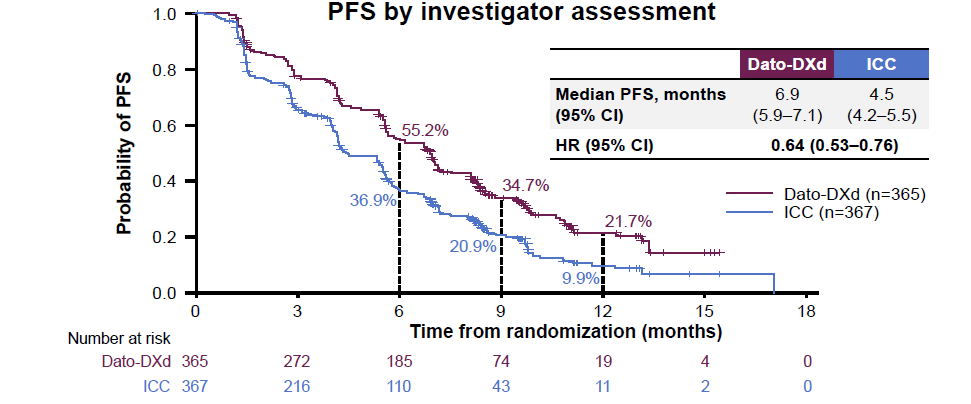 PFS by investigator assessment
Probability of PFS
1.0
0.8
0.6
0.4
0.2
0.0
0 3 6 9 12 15 18
Time from randomization (months)
55.2%
36.9%
34.7%
20.9%
21.7%
9.9%
Dato-DXd ICC
Median PFS, months 6.9 4.5
(95% CI) (5.9–7.1) (4.2–5.5)
HR (95% CI) 0.64 (0.53–0.76)
Dato-DXd (n=365)
ICC (n=367)
Number at risk
Dato-DXd 365 272 185 74 19 4 0
ICC 367 216 110 43 11 2 0